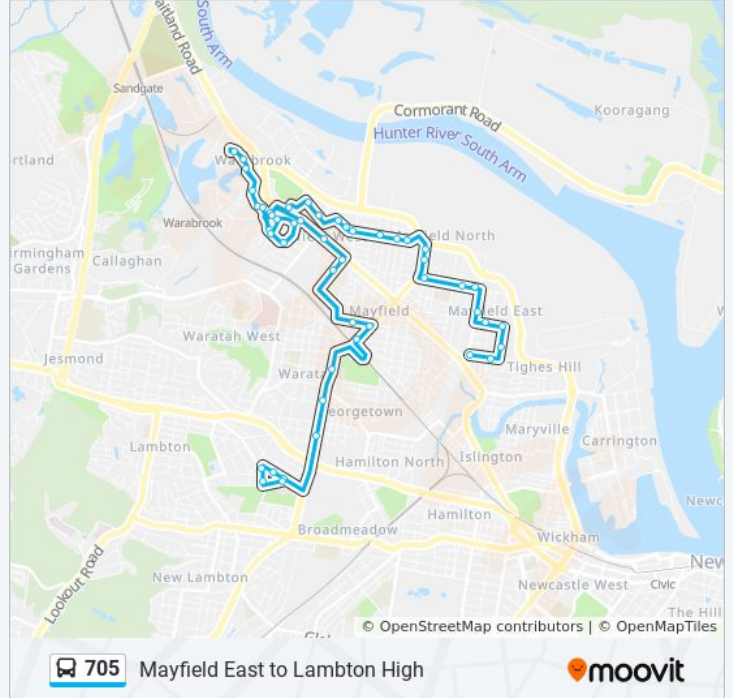 South Arm
aitland Road
Sandgate
Cormorant Road
Kooragang
Hunter River South Arm
rtland
Warabrook
Warabrook
field North
irmingham
Gardens
Callaghan
Mayfield
Mayfield East
Waratah West
Jesmond
Tighes Hill
Waratah
eorgetown
Maryville
Carrington
Lambton
Hamilton North
Islington
Newc
Hamilton
Broadmeadow
Wickham
Lookout Road
New Lambton
New
Newcastle West
Civic
The Hill
© OpenStreetMap contributors | © OpenMapTiles
705 Mayfield East to Lambton High
moovit